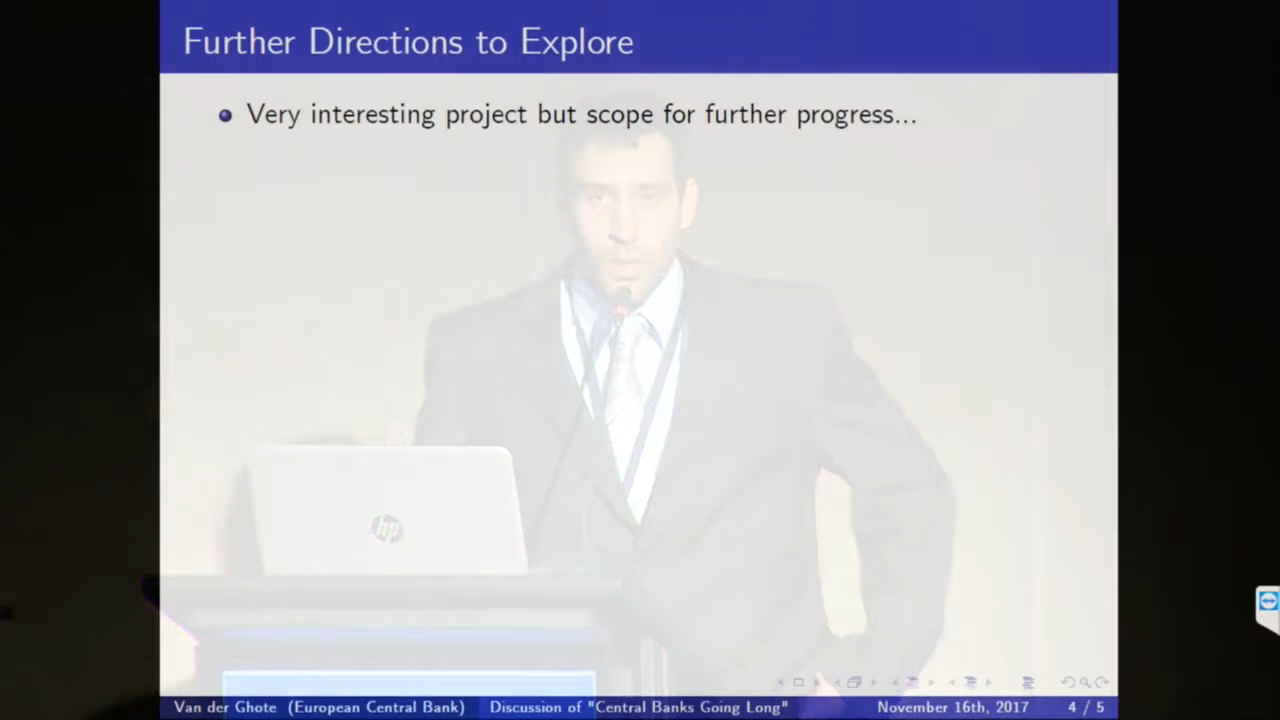 Further Directions to Explore
Very interesting project but scope for further progress...
hp
Van der Ghote (European Central Bank) Discussion of "Central Banks Going Long" November 16th, 2017 4 / 5